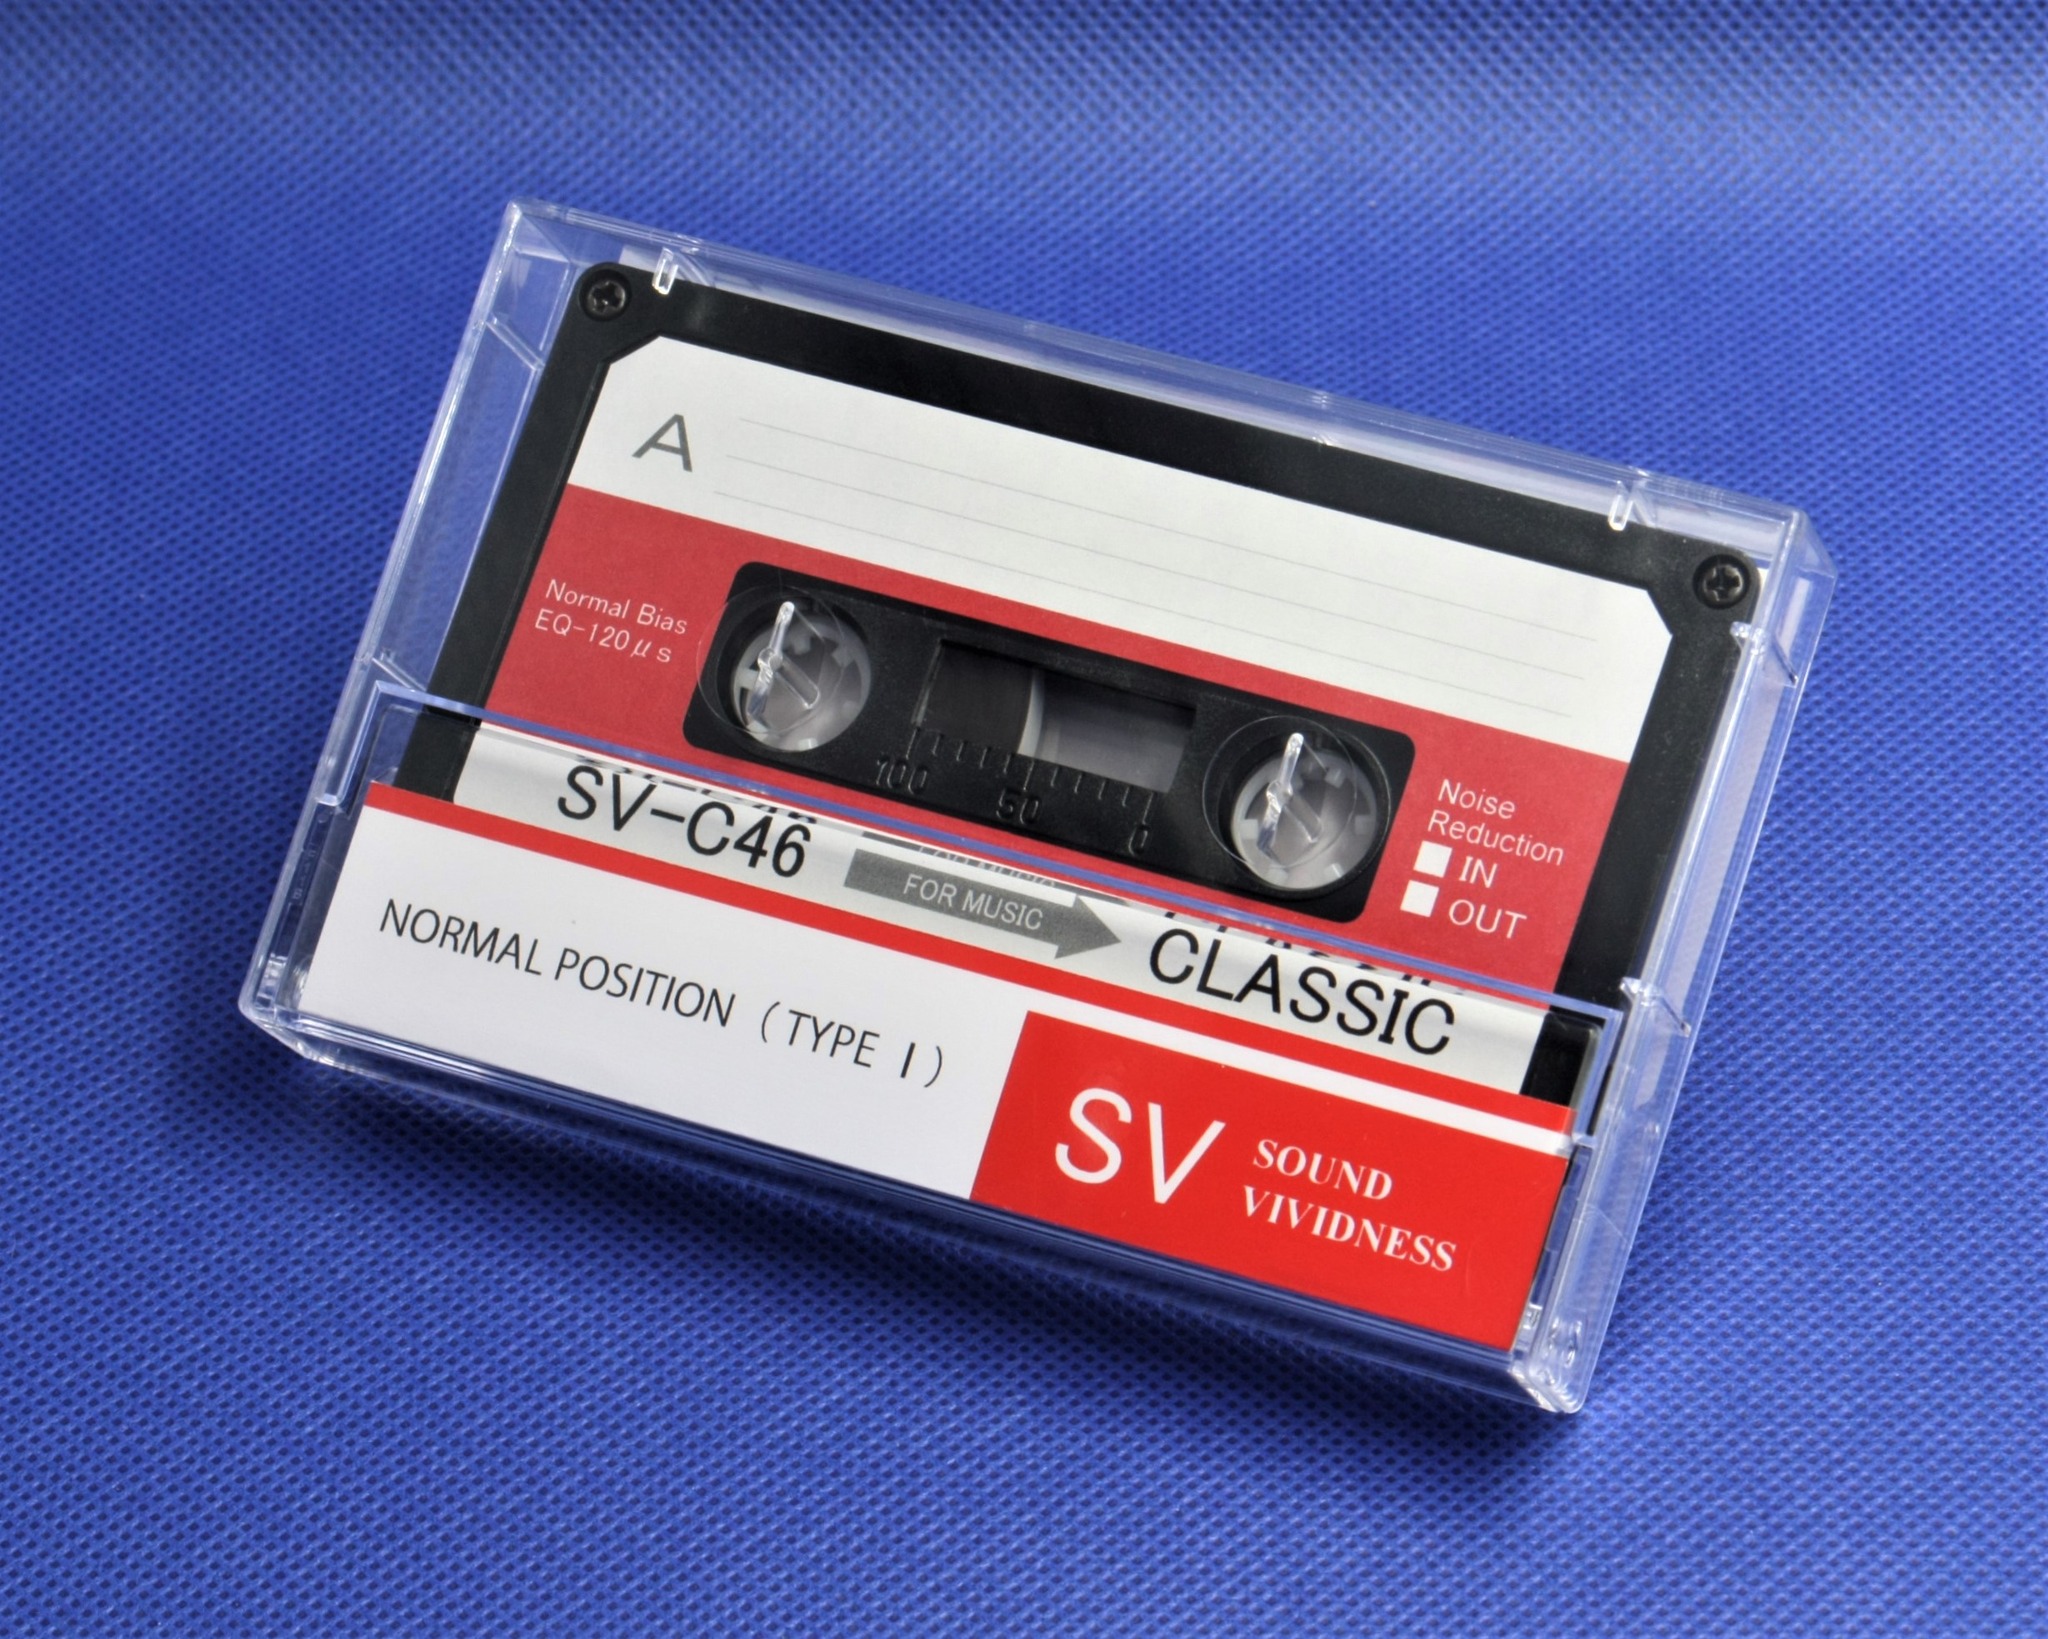 A
Normal Bias
EQ-120μs
100
50
0
Noise
Reduction
IN
OUT
SV-C46
FOR MUSIC
CLASSIC
NORMAL POSITION (TYPE I)
SV
SOUND
VIVIDNESS